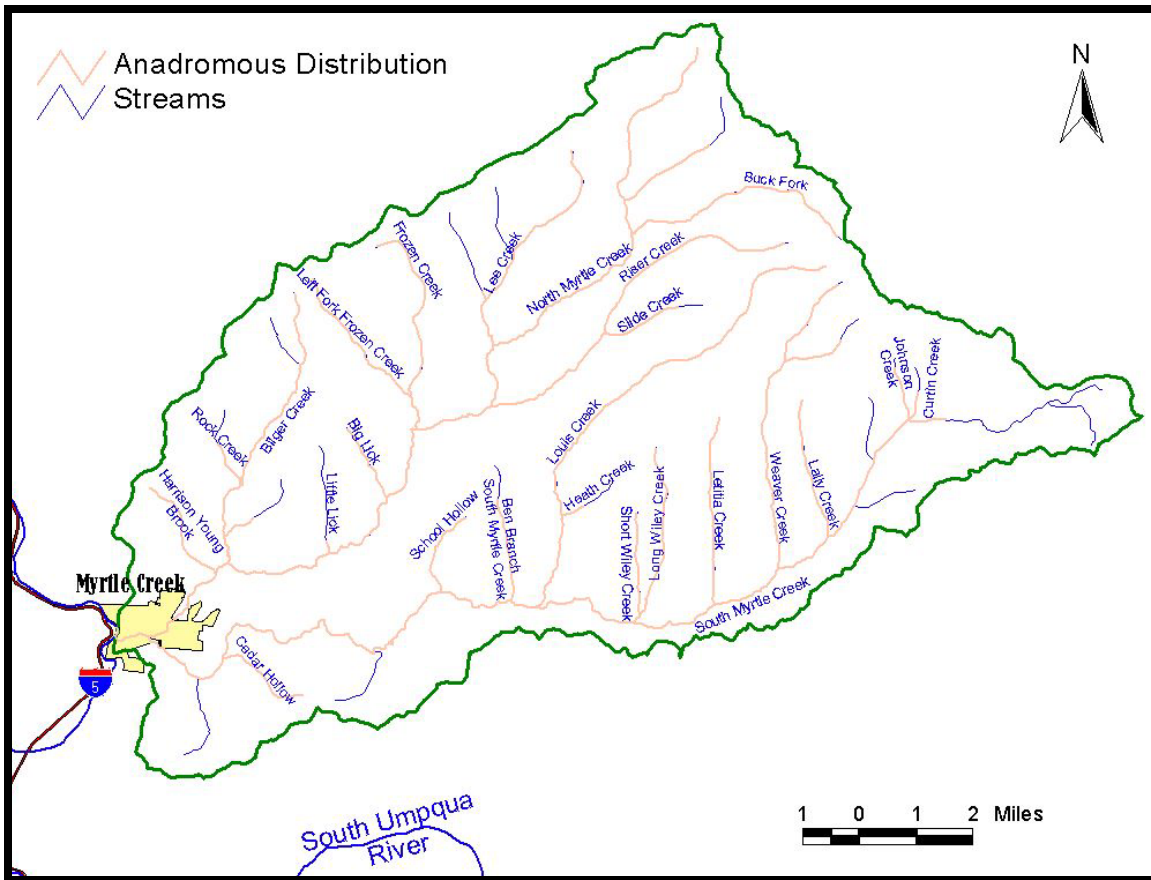 Anadromous Distribution
Streams
N
Buck Fork
Frozen Creek
Lee Creek
North Myrtle Creek
Riser Creek
Left Fork Frozen Creek
Slide Creek
Johnson
Creek
Curtin Creek
Rock Creek
Bilger Creek
Big Lick
Louis Creek
Little Lick
Harrison Young
Brook
School Hollow
Ben Branch
South Myrtle Creek
Heath Creek
Short Wiley Creek
Long Wiley Creek
Letitia Creek
Weaver Creek
Lally Creek
South Myrtle Creek
Myrtle Creek
Cedar Hollow
5
South Umpqua
River
1 0 1 2 Miles